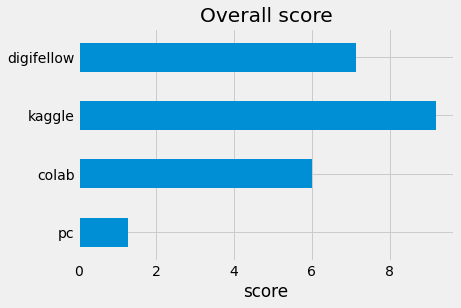 Overall score
digifellow
kaggle
colab
pc
0 2 4 6 8
score